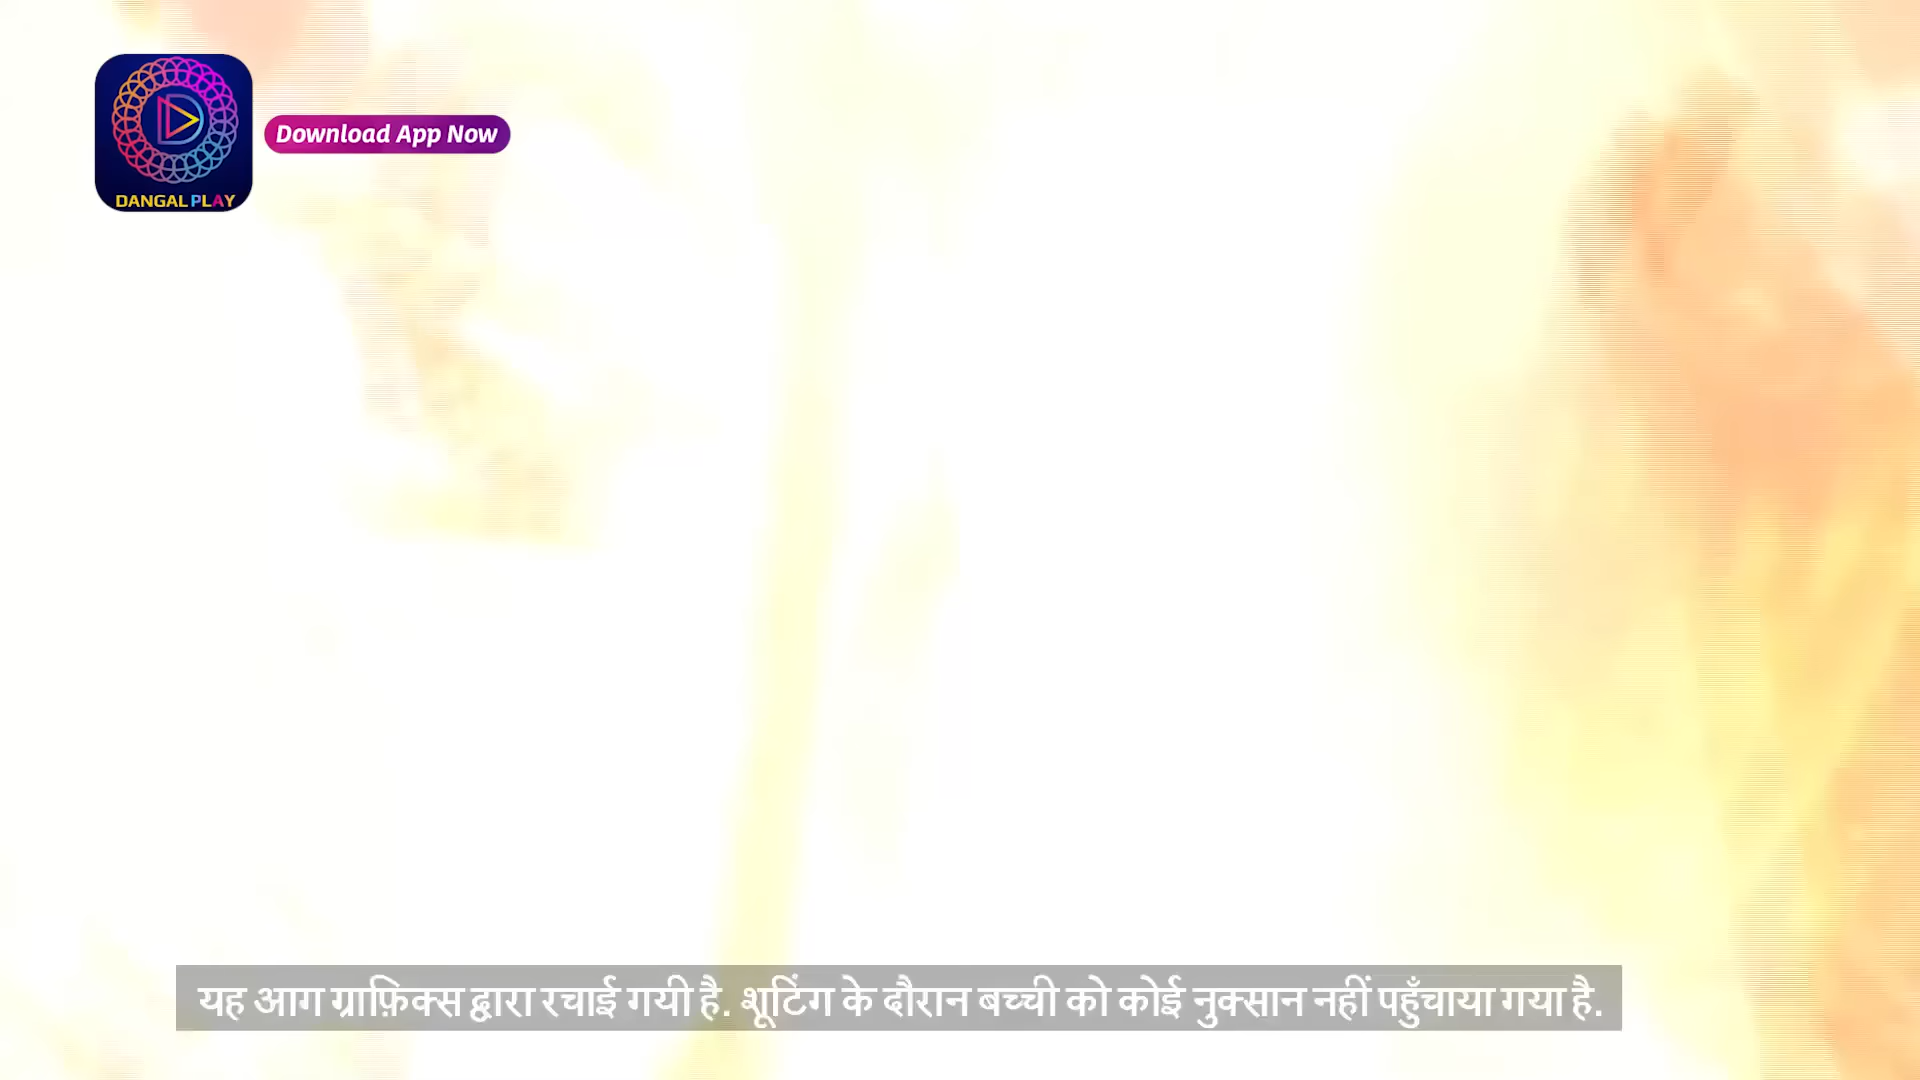 Download App Now
DANGAL PLAY
यह आग ग्राफ़िक्स द्वारा रचाई गयी है. शूटिंग के दौरान बच्ची को कोई नुक्सान नहीं पहुँचाया गया है.